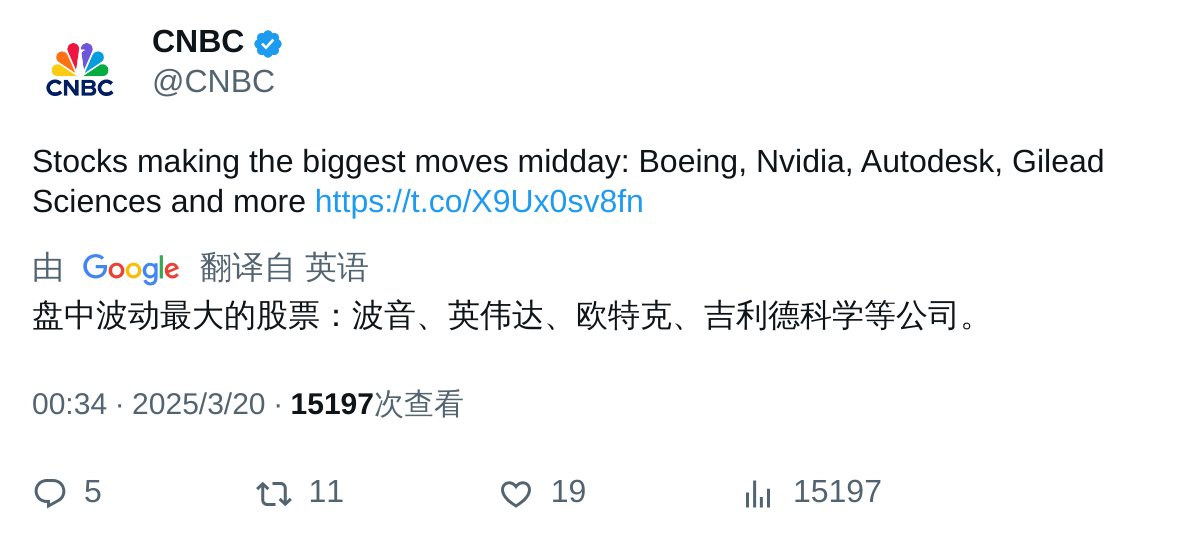 CNBC
CNBC
@CNBC
Stocks making the biggest moves midday: Boeing, Nvidia, Autodesk, Gilead
Sciences and more https://t.co/X9Ux0sv8fn
由 Google 翻译自 英语
盘中波动最大的股票：波音、英伟达、欧特克、吉利德科学等公司。
00:34 · 2025/3/20 · 15197次查看
5 11 19 15197